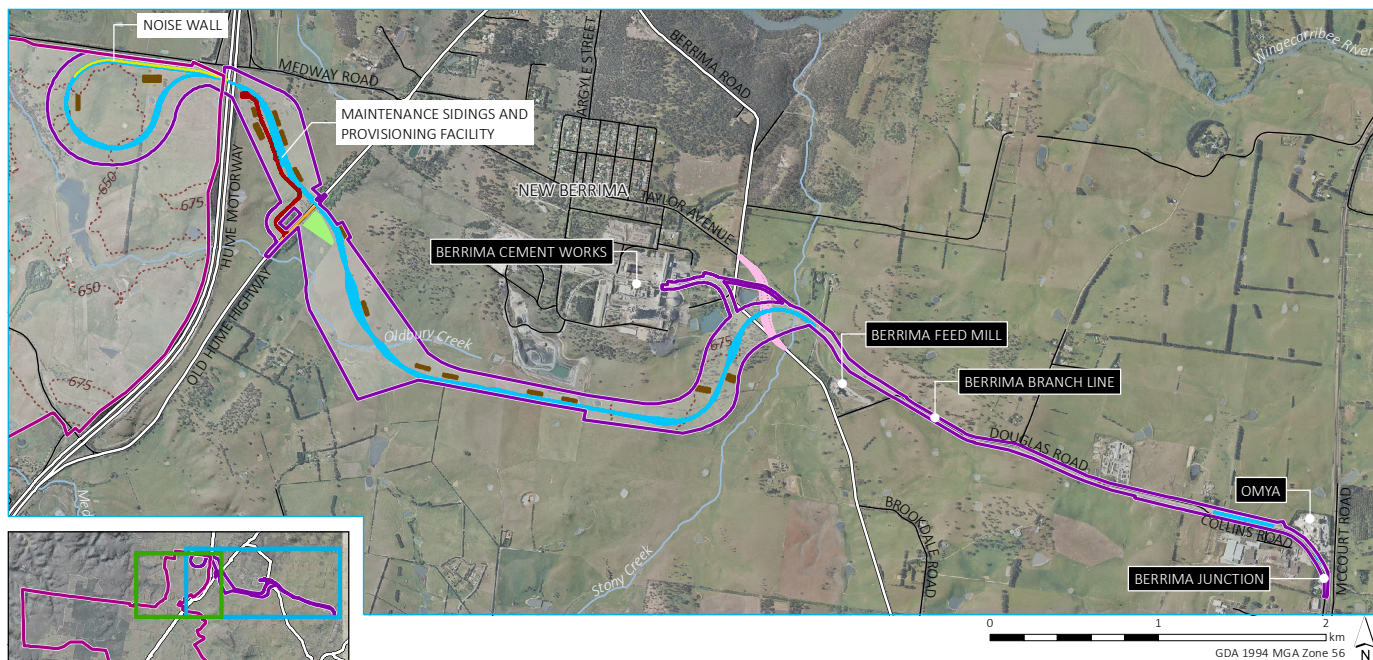 NOISE WALL
MEDWAY ROAD
ARGYLE STREET
BERRIMA ROAD
Wingecarribee River
MAINTENANCE SIDINGS AND
PROVISIONING FACILITY
650
675
HUME MOTORWAY
NEW BERRIMA
TAYLOR AVENUE
BERRIMA CEMENT WORKS
650
OLD HUME HIGHWAY
Oldbury Creek
675
BERRIMA FEED MILL
675
BERRIMA BRANCH LINE
DOUGLAS ROAD
OMYA
COLLINS ROAD
BROOKDALE ROAD
MCCOURT ROAD
Med
Stony Creek
BERRIMA JUNCTION
0 1 2
km
GDA 1994 MGA Zone 56
N